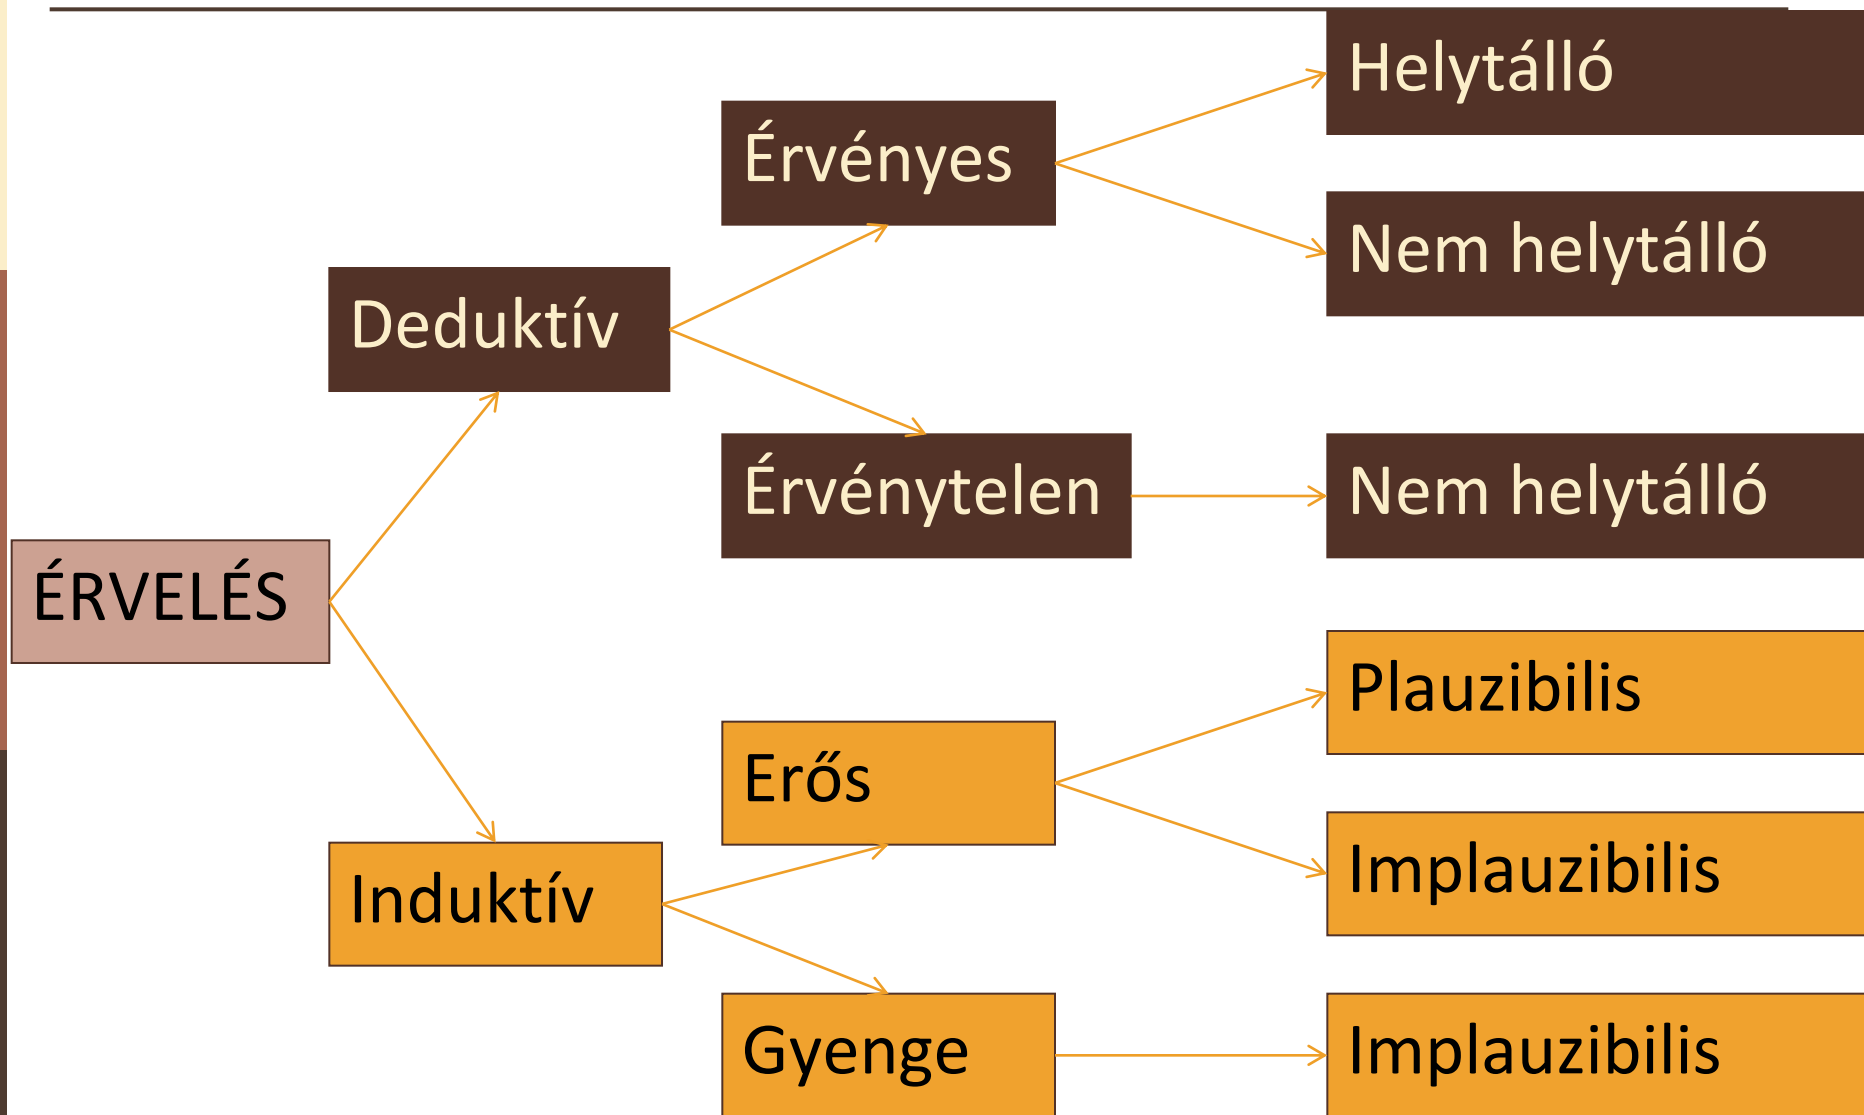 Helytálló
Érvényes
Nem helytálló
Deduktív
Érvénytelen
Nem helytálló
ÉRVELÉS
Plauzibilis
Erős
Implauzibilis
Induktív
Gyenge
Implauzibilis